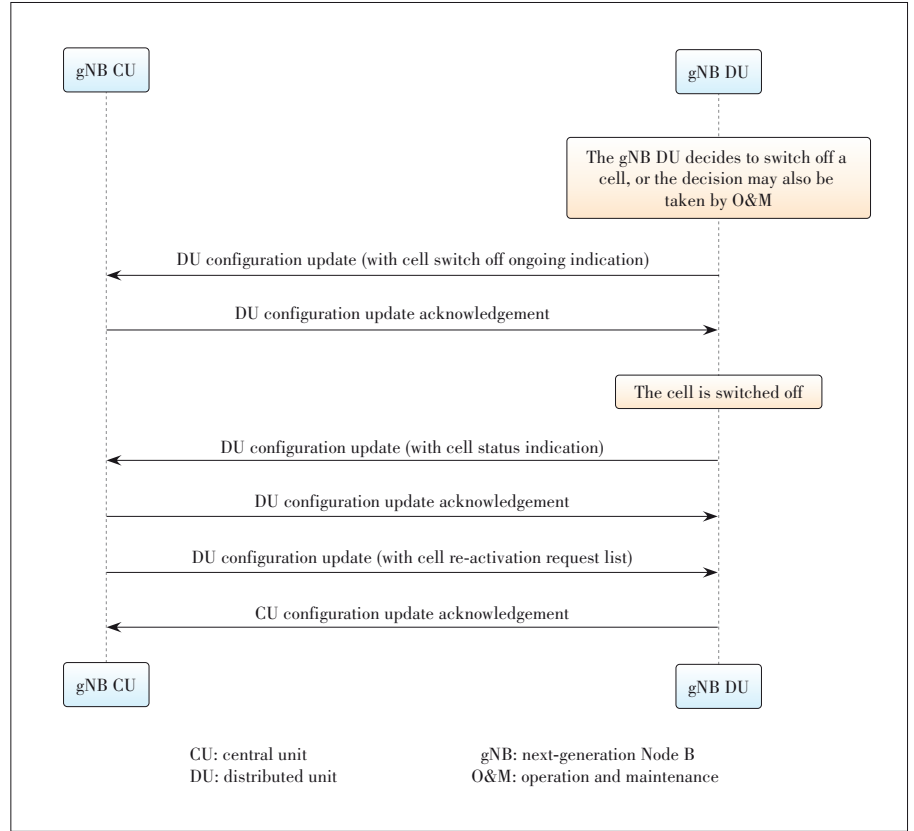 gNB CU
gNB DU
The gNB DU decides to switch off a
cell, or the decision may also be
taken by O&M
DU configuration update (with cell switch off ongoing indication)
DU configuration update acknowledgement
The cell is switched off
DU configuration update (with cell status indication)
DU configuration update acknowledgement
DU configuration update (with cell re-activation request list)
CU configuration update acknowledgement
gNB CU
gNB DU
CU: central unit
DU: distributed unit
gNB: next-generation Node B
O&M: operation and maintenance